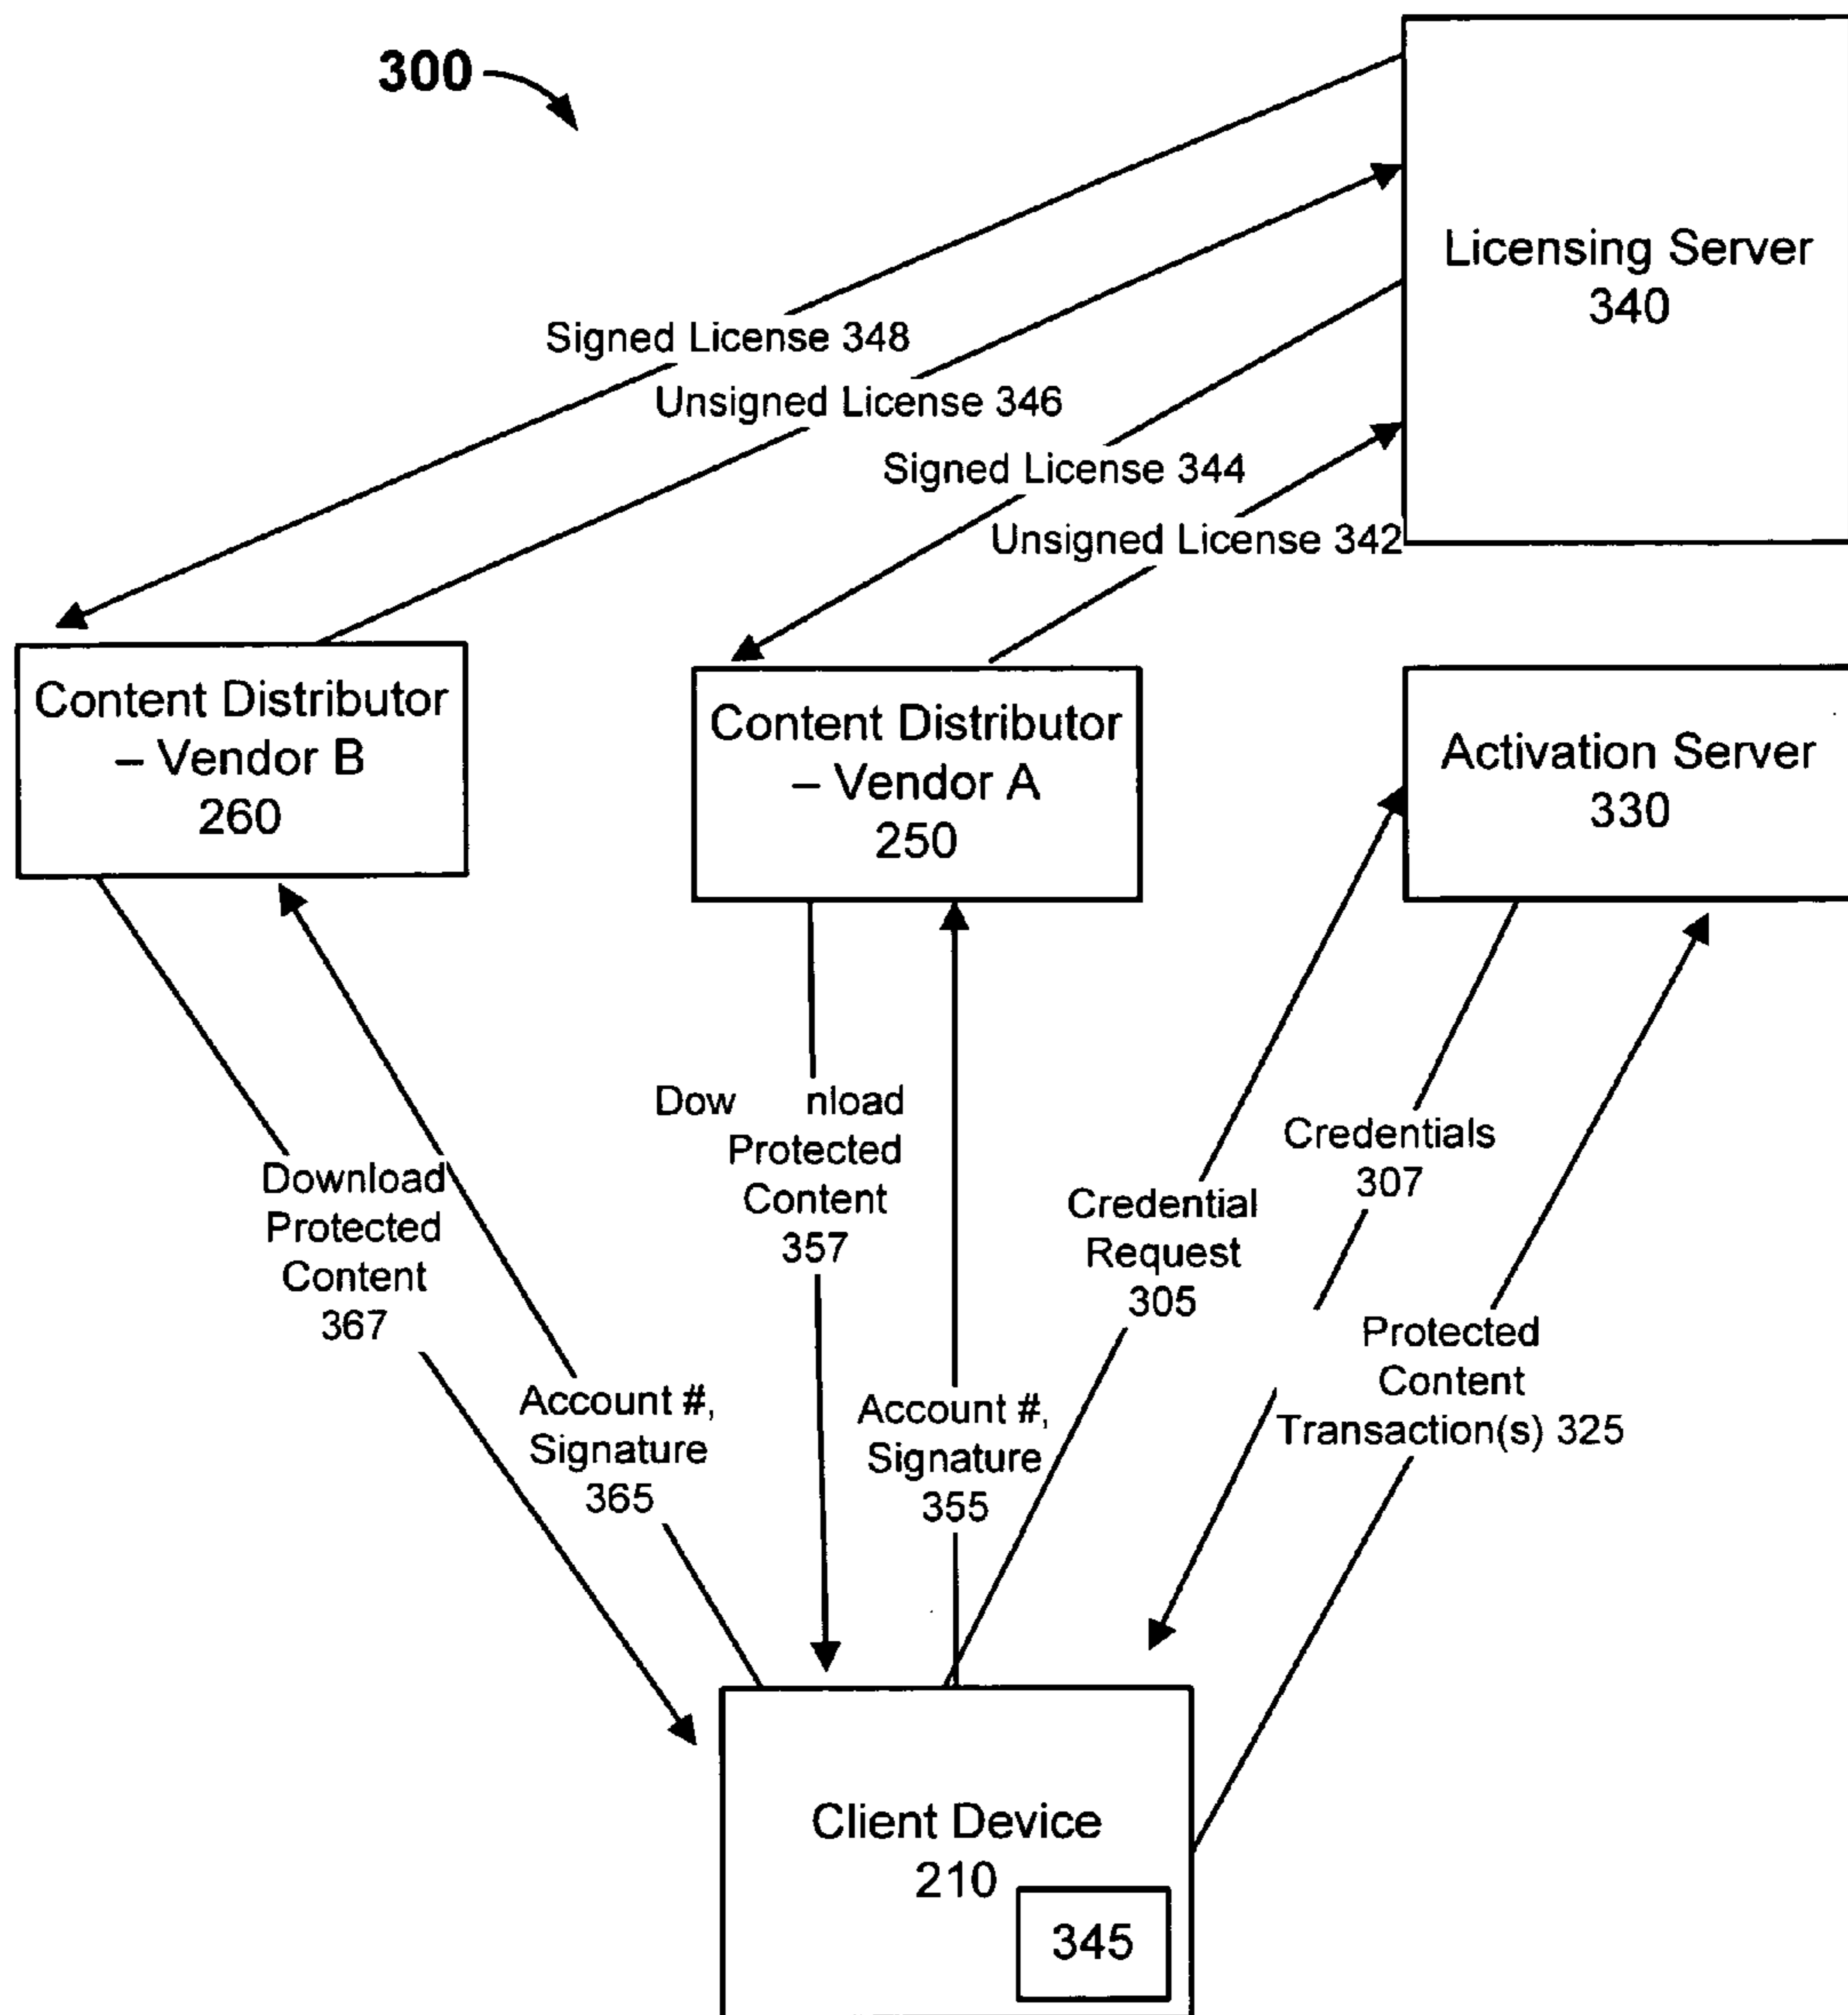 300
Licensing Server
340
Signed License 348
Unsigned License 346
Signed License 344
Unsigned License 342
Content Distributor
– Vendor B
260
Content Distributor
– Vendor A
250
Activation Server
330
Download
Protected
Content
367
Account #,
Signature
365
Dow nload
Protected
Content
357
Account #,
Signature
355
Credential
Request
305
Credentials
307
Protected
Content
Transaction(s) 325
Client Device
210
345